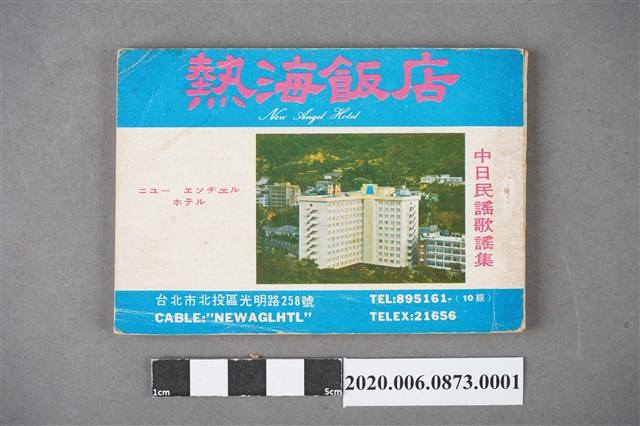 熱海飯店
New Angel Hotel
ニュー エンヂェル
ホテル
中日民謠歌謠集
台北市北投區光明路258號
TEL:895161-(10線)
CABLE:"NEWAGLHTL"
TELEX:21656
1cm
5cm
2020.006.0873.0001